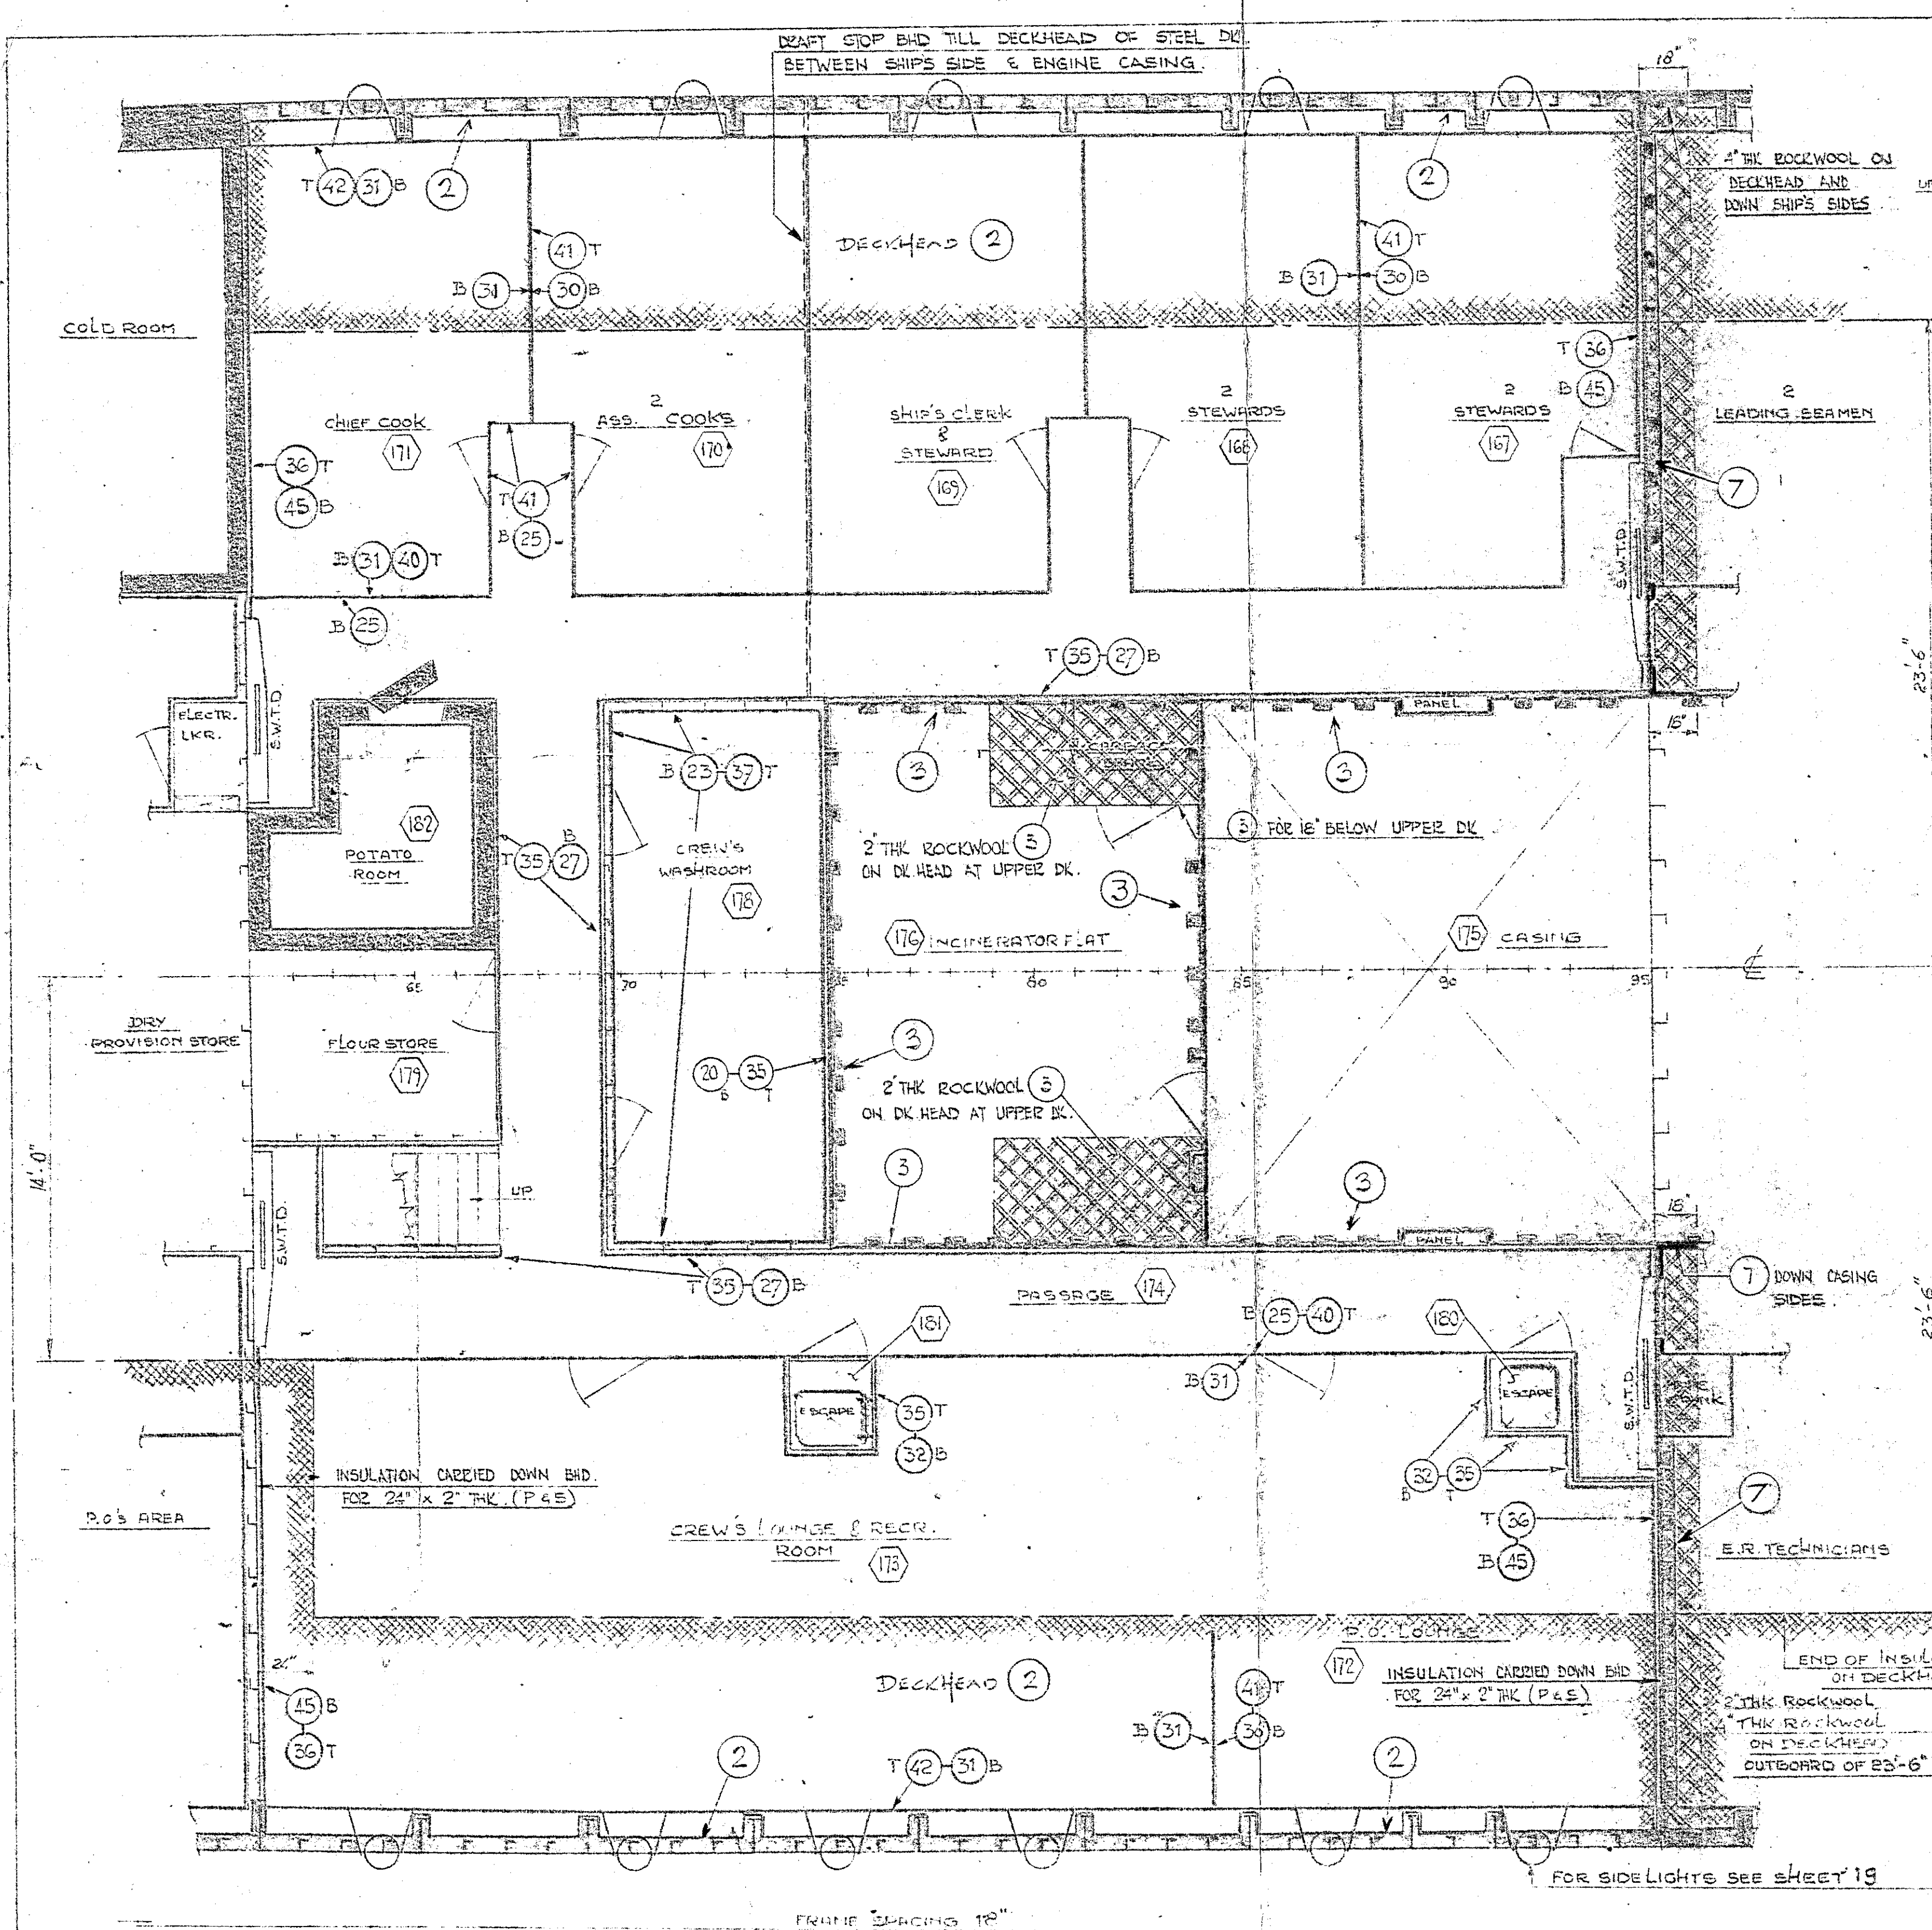 DRAFT STOP BHD TILL DECKHEAD OF STEEL DK.
BETWEEN SHIP'S SIDE & ENGINE CASING.
18"
4" THK ROCKWOOL ON
DECKHEAD AND
DOWN SHIP'S SIDES
T 42 31 B 2
2
41 T
B 31 30 B
DECKHEAD 2
41 T
B 31 30 B
COLD ROOM
T 36
B 45
CHIEF COOK
171
2
ASS. COOKS
170
SHIP'S CLERK
&
STEWARD
169
2
STEWARDS
168
2
STEWARDS
167
2
LEADING SEAMEN
36 T
45 B
T 41
B 25
7
B 31 40 T
B 25
S.W.T.D.
T 35 27 B
23'-6"
ELECTR.
LKR.
S.W.T.D.
PANEL
B 23 37 T
3
3
3 FOR 18" BELOW UPPER DK
182
POTATO
ROOM
B
T 35 27
CREW'S
WASHROOM
178
2" THK ROCKWOOL 3
ON DK.HEAD AT UPPER DK.
3
176 INCINERATOR FLAT
175 CASING
65
70
80
85
90
95
DRY
PROVISION STORE
FLOUR STORE
179
20 35
B T
3
2" THK ROCKWOOL 3
ON DK.HEAD AT UPPER DK.
14'-0"
3
3
UP
18"
S.W.T.D.
PANEL
T 35 27 B
PASSAGE 174
7 DOWN CASING
SIDES.
23'-6"
181
B 25 40 T
180
B 31
ESCAPE
35 T
32 B
ESCAPE
S.W.T.D.
32 35
B T
INSULATION CARRIED DOWN BHD.
FOR 24" x 2" THK. (P & S)
P.O'S AREA
CREW'S LOUNGE & RECR.
ROOM 173
T 36
B 45
7
E.R. TECHNICIANS
P.O. LOUNGE
172
INSULATION CARRIED DOWN BHD
FOR 24" x 2" THK (P & S)
24"
45 B
36 T
DECKHEAD 2
41 T
B 31 30 B
END OF INSUL
ON DECKH
2" THK ROCKWOOL
4" THK ROCKWOOL
ON DECKHEAD
OUTBOARD OF 23'-6"
2
T 42 31 B
2
FOR SIDELIGHTS SEE SHEET 19
FRAME SPACING 18"